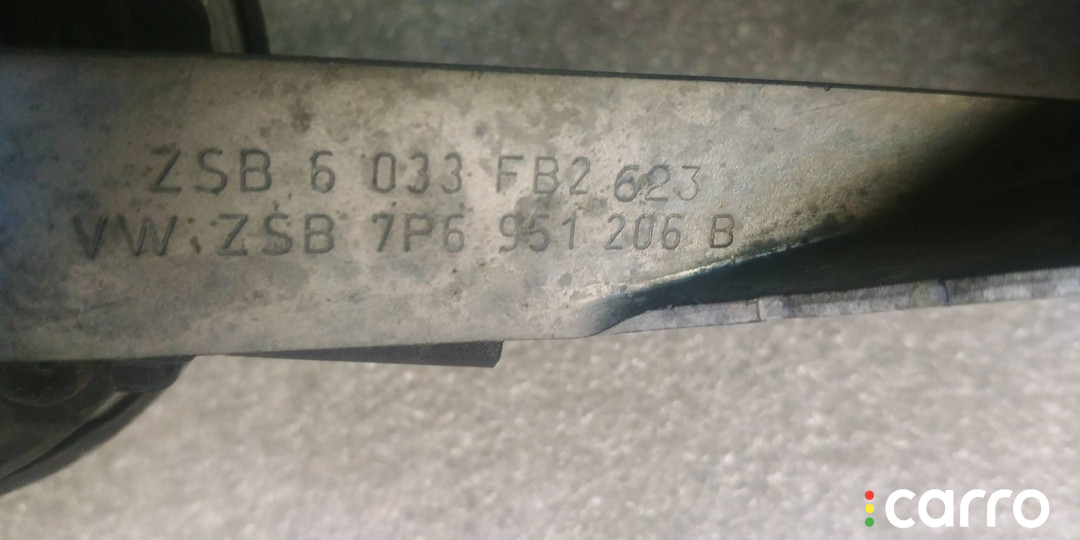 ZSB 6 033 FB2 623
VW ZSB 7P6 951 206 B
carro